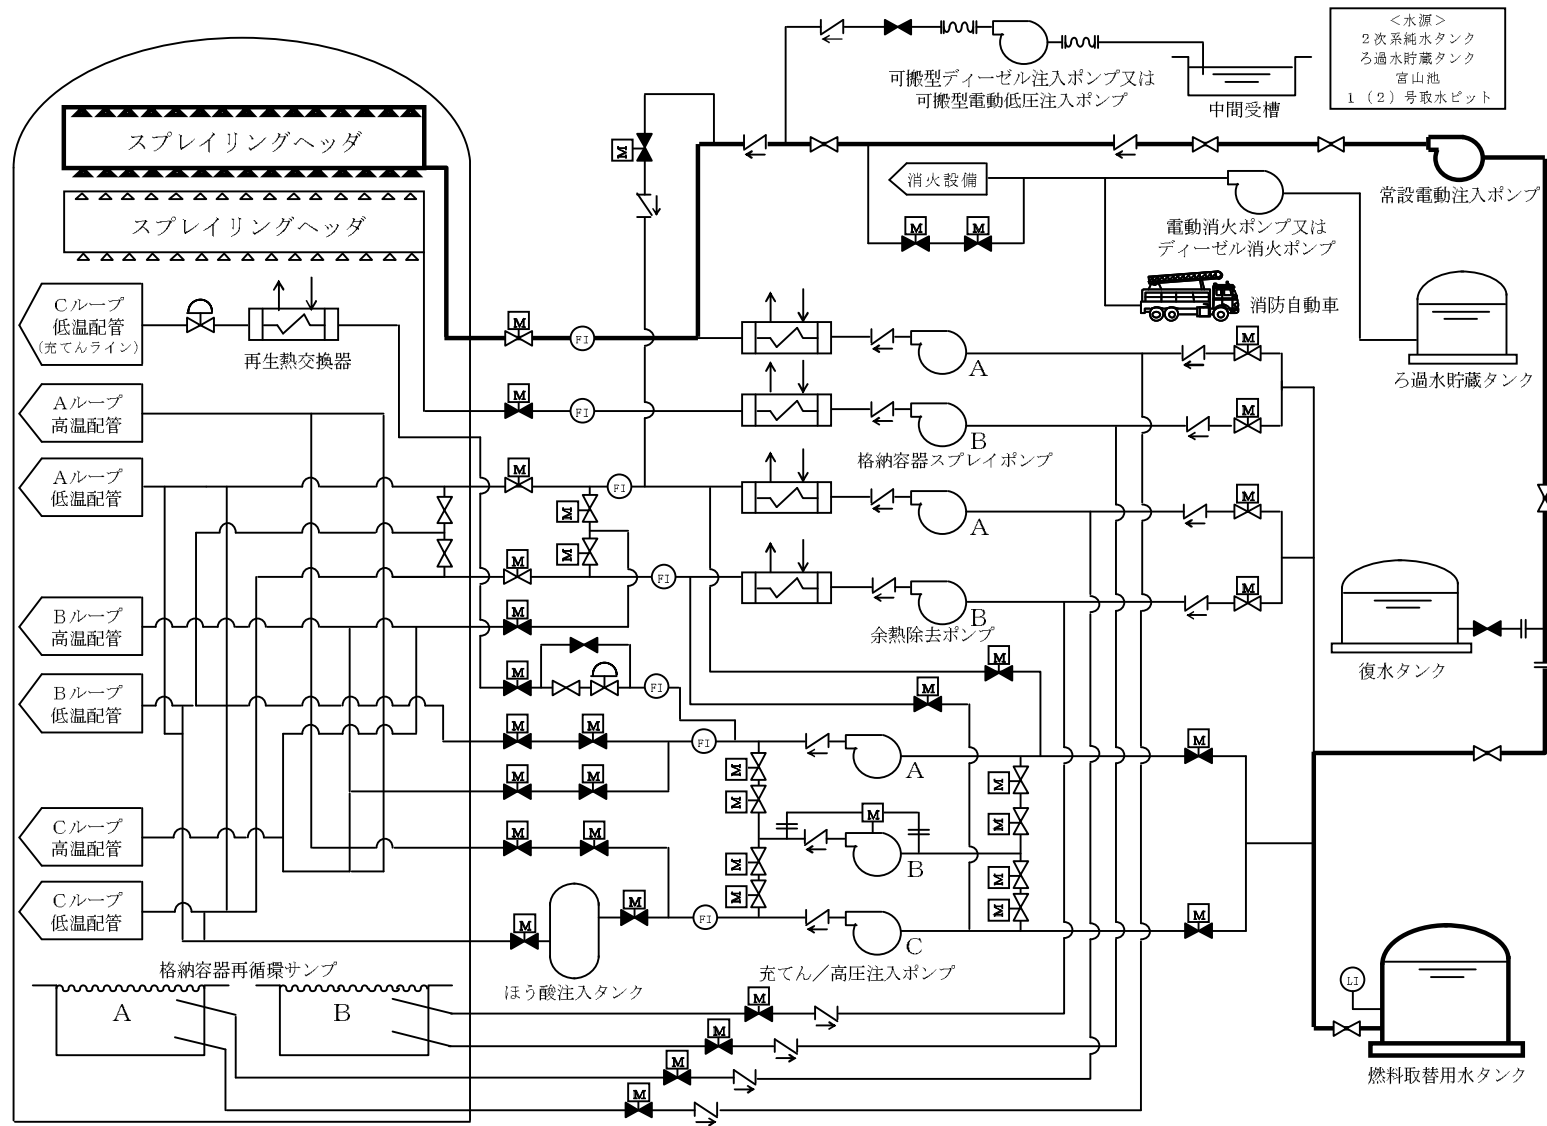 ＜水源＞
２次系純水タンク
ろ過水貯蔵タンク
宮山池
１（２）号取水ピット
可搬型ディーゼル注入ポンプ又は
可搬型電動低圧注入ポンプ
中間受槽
スプレイリングヘッダ
M
消火設備
常設電動注入ポンプ
スプレイリングヘッダ
M
M
電動消火ポンプ又は
ディーゼル消火ポンプ
Cループ
低温配管
（充てんライン）
再生熱交換器
消防自動車
M
FI
A
M
ろ過水貯蔵タンク
Aループ
高温配管
M
FI
B
M
格納容器スプレイポンプ
Aループ
低温配管
M
FI
M
A
M
M
M
FI
B
M
余熱除去ポンプ
Bループ
高温配管
M
M
復水タンク
Bループ
低温配管
M
FI
M
M
M
FI
A
M
M
M
M
M
M
M
Cループ
高温配管
M
M
M
B
M
M
M
M
Cループ
低温配管
M
M
FI
C
M
格納容器再循環サンプ
ほう酸注入タンク
充てん／高圧注入ポンプ
LI
A
B
M
M
M
M
燃料取替用水タンク